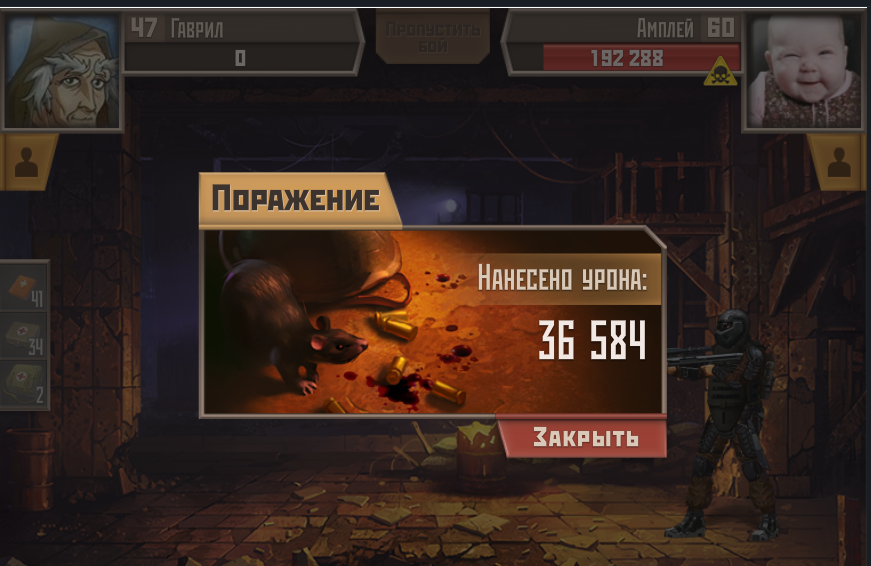 47 Гаврил
0
Пропустить
бой
Амплей 60
192 288
Поражение
Нанесено урона:
36 584
Закрыть
41
34
2